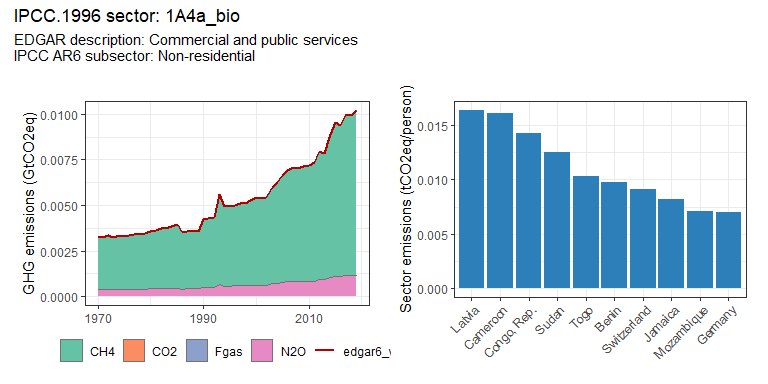 IPCC.1996 sector: 1A4a_bio
EDGAR description: Commercial and public services
IPCC AR6 subsector: Non-residential
GHG emissions (GtCO2eq)
0.0100
0.0075
0.0050
0.0025
0.0000
1970
1990
2010
CH4
CO2
Fgas
N2O
edgar6_v
Sector emissions (tCO2eq/person)
0.015
0.010
0.005
0.000
Latvia
Cameroon
Congo, Rep.
Sudan
Togo
Benin
Switzerland
Jamaica
Mozambique
Germany